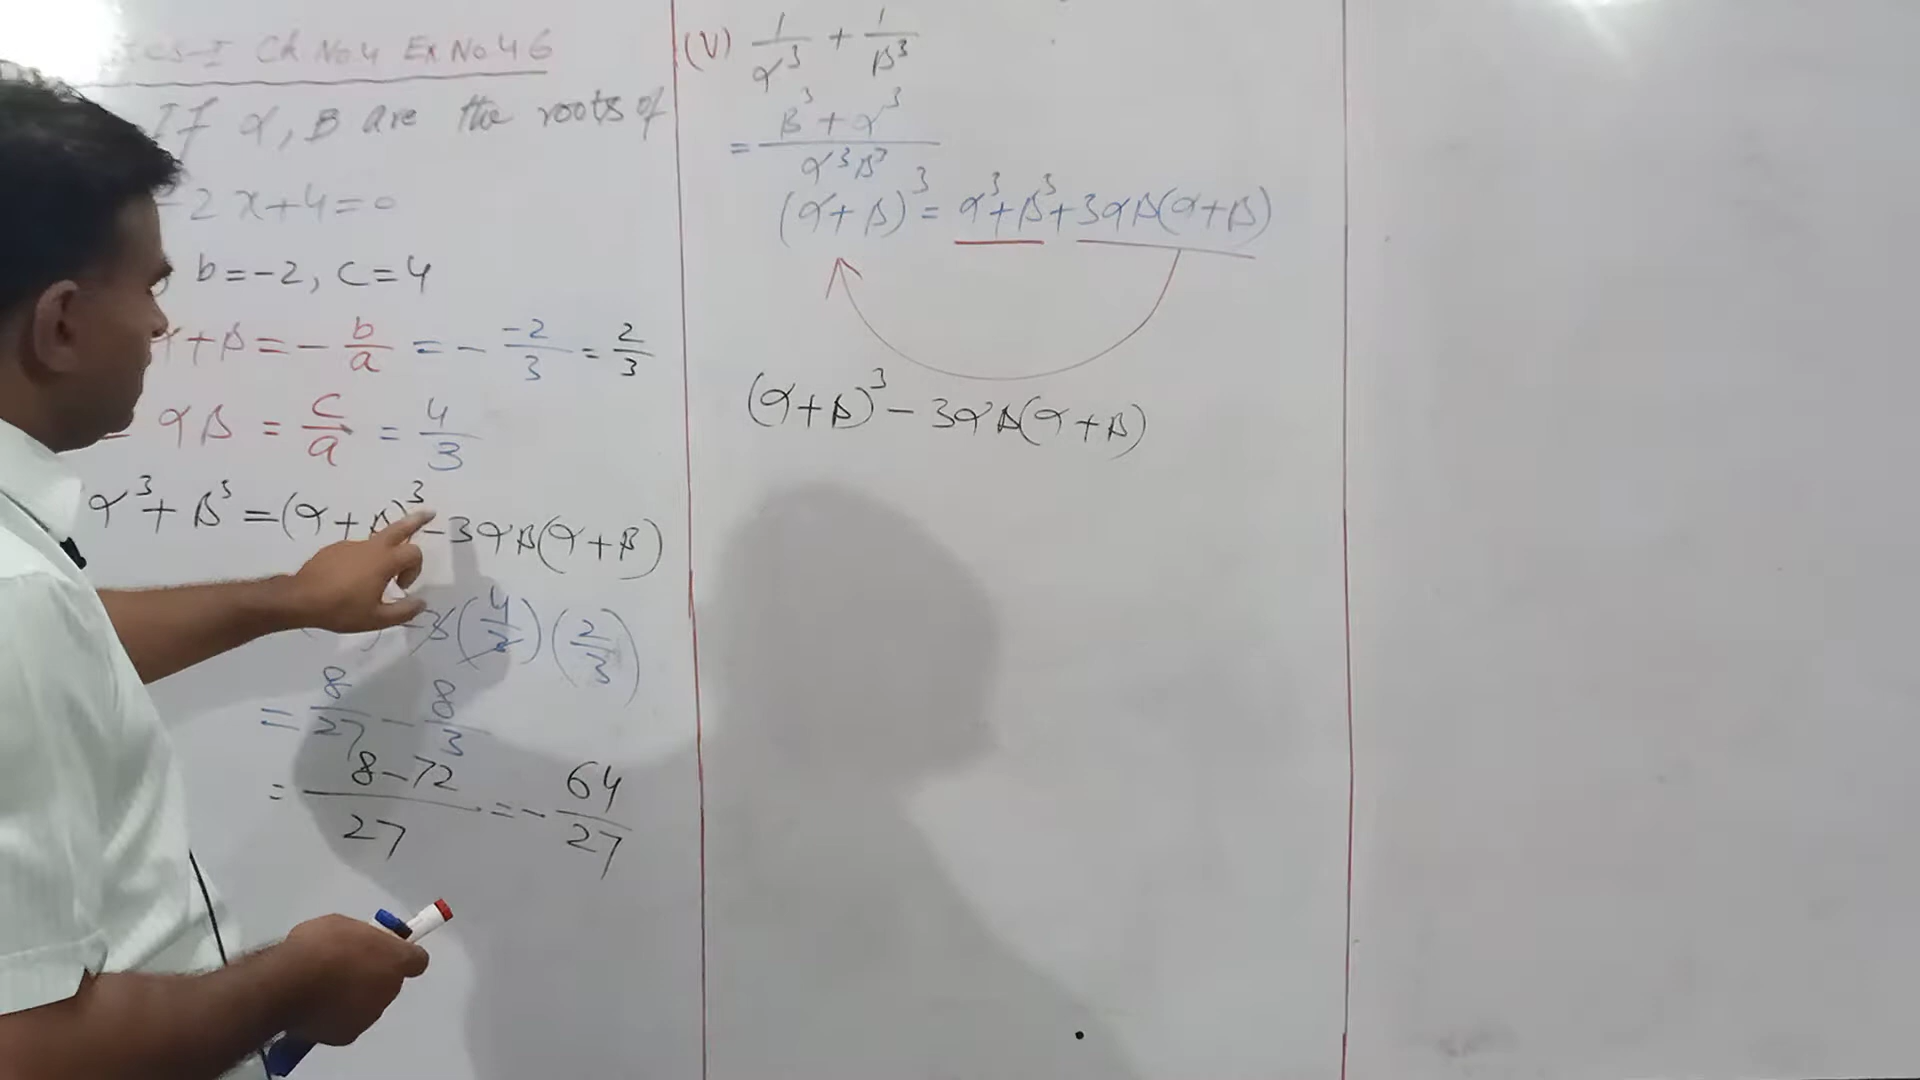 CS-I Ch No.4 Ex No 4 6
If α, β are the roots of
2x+4=0
b=-2, c=4
α+β = -b/a = - -2/3 = 2/3
αβ = c/a = 4/3
α³+β³ = (α+β)³-3αβ(α+β)
-3(4/3)(2/3)
= 8/27 - 8/3
= 8-72/27 = - 64/27
(V) 1/α³ + 1/β³
= β³+α³/α³β³
(α+β)³ = α³+β³+3αβ(α+β)
(α+β)³-3αβ(α+β)